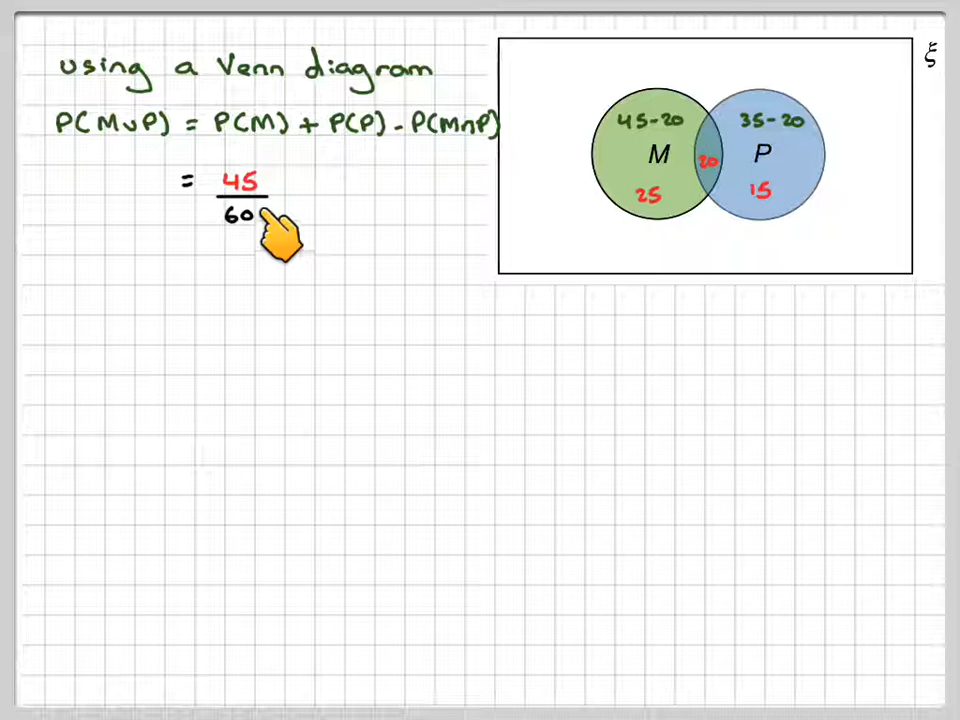 using a Venn diagram
P(M∪P) = P(M) + P(P) - P(M∩P)
= 45
60
ξ
45-20
35-20
M
20
P
25
15